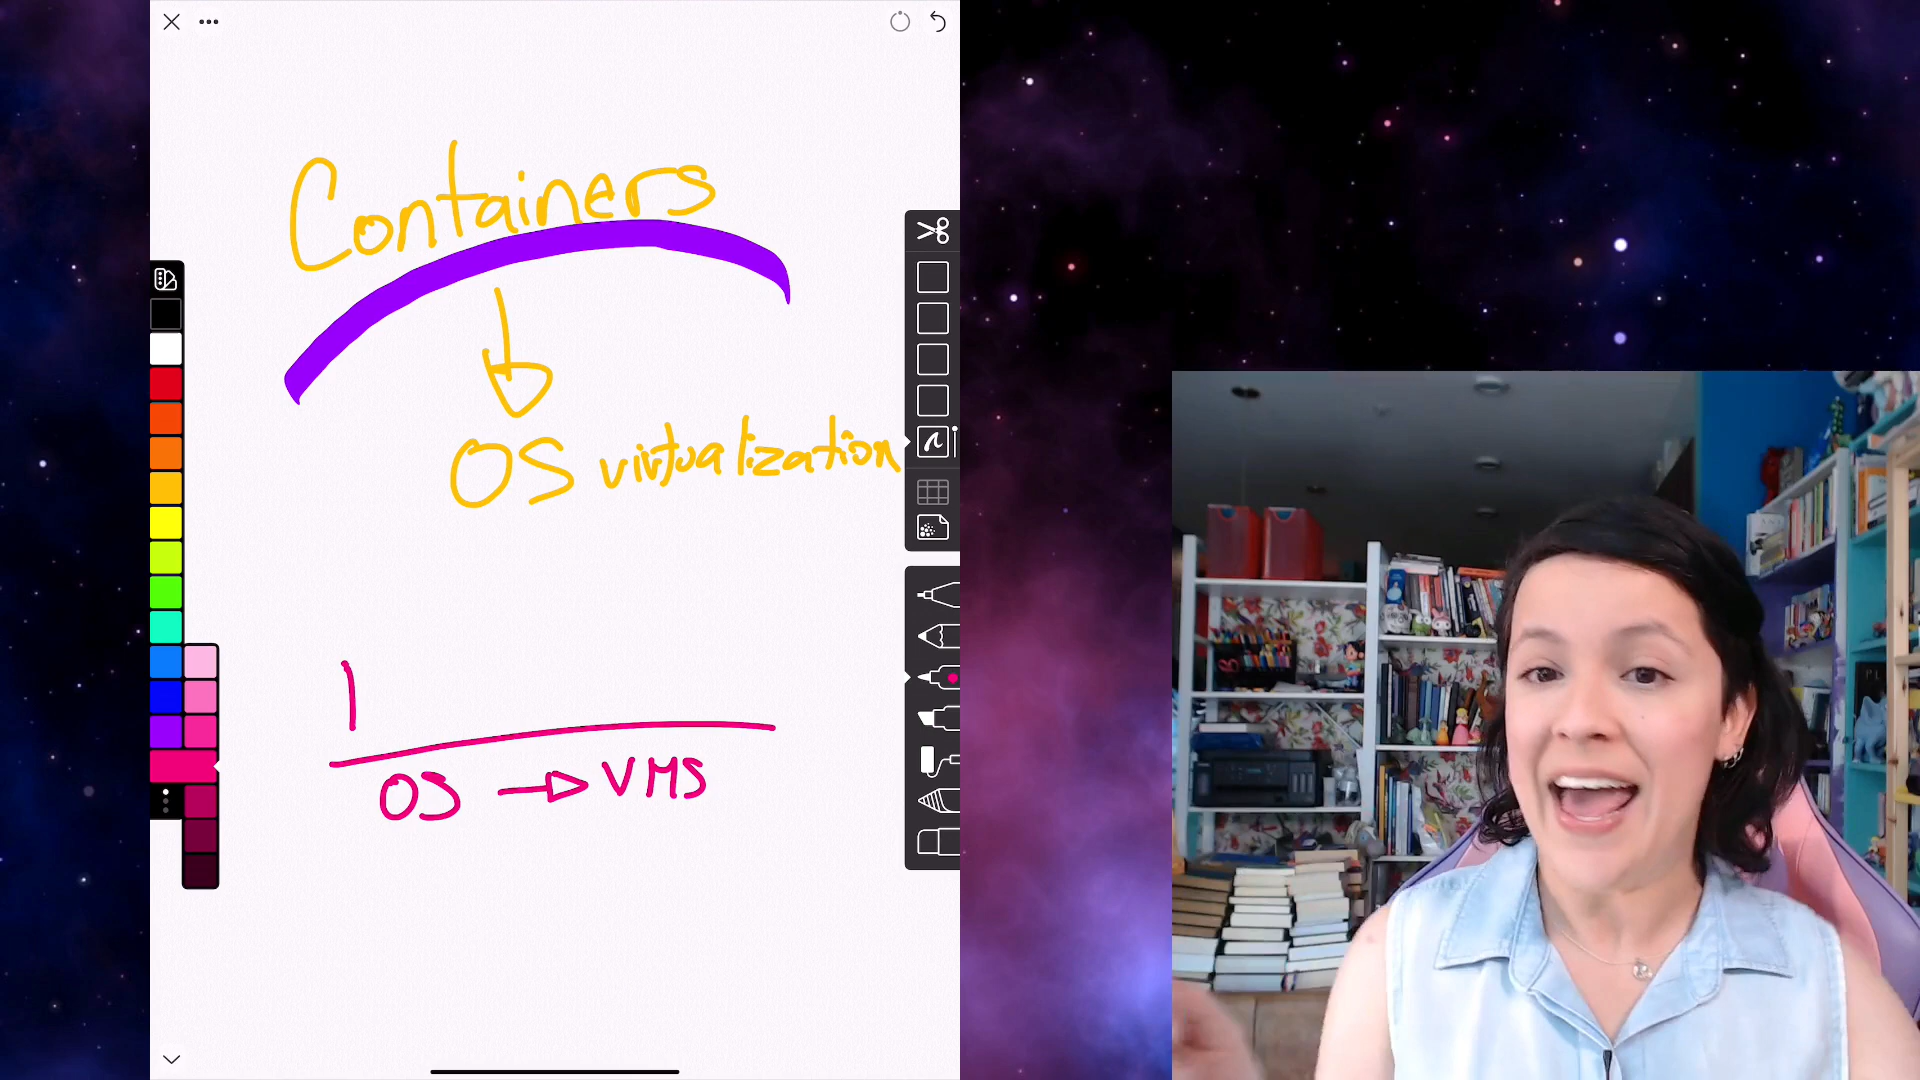 Containers
OS virtualization
OS → VMS